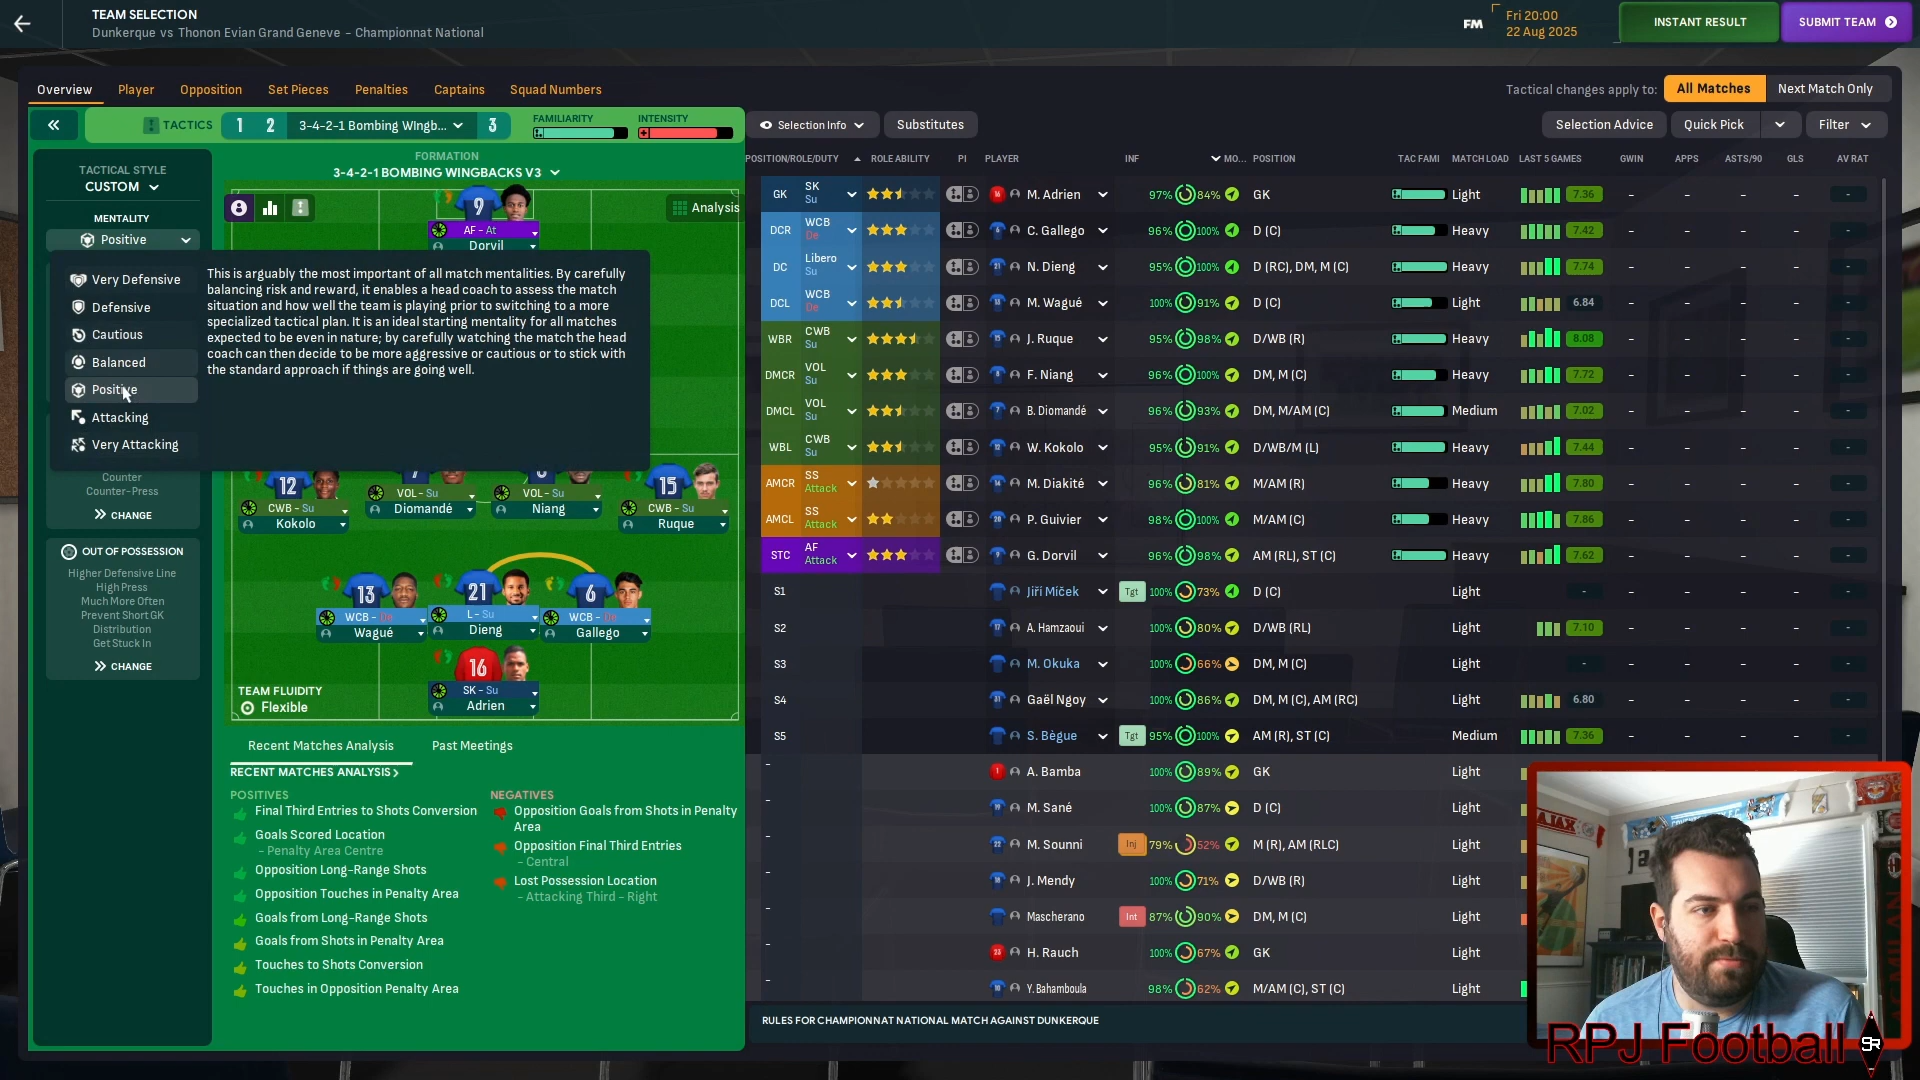 TEAM SELECTION
Dunkerque vs Thonon Evian Grand Geneve - Championnat National
FM
Fri 20:00
22 Aug 2025
INSTANT RESULT
SUBMIT TEAM
Overview Player Opposition Set Pieces Penalties Captains Squad Numbers
Tactical changes apply to: All Matches Next Match Only
TACTICS 1 2 3-4-2-1 Bombing WIngb... 3
FAMILIARITY INTENSITY
Selection Info Substitutes
Selection Advice Quick Pick Filter
TACTICAL STYLE
CUSTOM
MENTALITY
Positive
Very Defensive
Defensive
Cautious
Balanced
Positive
Attacking
Very Attacking
This is arguably the most important of all match mentalities. By carefully
balancing risk and reward, it enables a head coach to assess the match
situation and how well the team is playing prior to switching to a more
specialized tactical plan. It is an ideal starting mentality for all matches
expected to be even in nature; by carefully watching the match the head
coach can then decide to be more aggressive or cautious or to stick with
the standard approach if things are going well.
Counter
Counter-Press
CHANGE
OUT OF POSSESSION
Higher Defensive Line
High Press
Much More Often
Prevent Short GK
Distribution
Get Stuck In
CHANGE
FORMATION
3-4-2-1 BOMBING WINGBACKS V3
Analysis
9
AF - At
Dorvil
12
CWB - Su
Kokolo
VOL - Su
Diomandé
VOL - Su
Niang
15
CWB - Su
Ruque
13
WCB - De
Wagué
21
L - Su
Dieng
6
WCB - De
Gallego
16
SK - Su
Adrien
TEAM FLUIDITY
Flexible
Recent Matches Analysis Past Meetings
RECENT MATCHES ANALYSIS
POSITIVES
Final Third Entries to Shots Conversion
Goals Scored Location
- Penalty Area Centre
Opposition Long-Range Shots
Opposition Touches in Penalty Area
Goals from Long-Range Shots
Goals from Shots in Penalty Area
Touches to Shots Conversion
Touches in Opposition Penalty Area
NEGATIVES
Opposition Goals from Shots in Penalty
Area
Opposition Final Third Entries
- Central
Lost Possession Location
- Attacking Third - Right
POSITION/ROLE/DUTY ROLE ABILITY PI PLAYER INF MO... POSITION TAC FAMI MATCH LOAD LAST 5 GAMES GWIN APPS ASTS/90 GLS AV RAT
GK SK Su M. Adrien 97% 84% GK Light 7.36 - - - - -
DCR WCB De C. Gallego 96% 100% D (C) Heavy 7.42 - - - - -
DC Libero Su N. Dieng 95% 100% D (RC), DM, M (C) Heavy 7.74 - - - - -
DCL WCB De M. Wagué 100% 91% D (C) Light 6.84 - - - - -
WBR CWB Su J. Ruque 95% 98% D/WB (R) Heavy 8.08 - - - - -
DMCR VOL Su F. Niang 96% 100% DM, M (C) Heavy 7.72 - - - - -
DMCL VOL Su B. Diomandé 96% 93% DM, M/AM (C) Medium 7.02 - - - - -
WBL CWB Su W. Kokolo 95% 91% D/WB/M (L) Heavy 7.44 - - - - -
AMCR SS Attack M. Diakité 96% 81% M/AM (R) Heavy 7.80 - - - - -
AMCL SS Attack P. Guivier 98% 100% M/AM (C) Heavy 7.86 - - - - -
STC AF Attack G. Dorvil 96% 98% AM (RL), ST (C) Heavy 7.62 - - - - -
S1 Jiří Míček Tgt 100% 73% D (C) Light - - - - - -
S2 A. Hamzaoui 100% 80% D/WB (RL) Light 7.10 - - - - -
S3 M. Okuka 100% 66% DM, M (C) Light - - - - - -
S4 Gaël Ngoy 100% 86% DM, M (C), AM (RC) Light 6.80 - - - - -
S5 S. Bègue Tgt 95% 100% AM (R), ST (C) Medium 7.36 - - - - -
- A. Bamba 100% 89% GK Light
- M. Sané 100% 87% D (C) Light
- M. Sounni Inj 79% 52% M (R), AM (RLC) Light
- J. Mendy 100% 71% D/WB (R) Light
- Mascherano Int 87% 90% DM, M (C) Light
- H. Rauch 100% 67% GK Light
- Y. Bahamboula 98% 62% M/AM (C), ST (C) Light
RULES FOR CHAMPIONNAT NATIONAL MATCH AGAINST DUNKERQUE
AJAX
RPJ Football